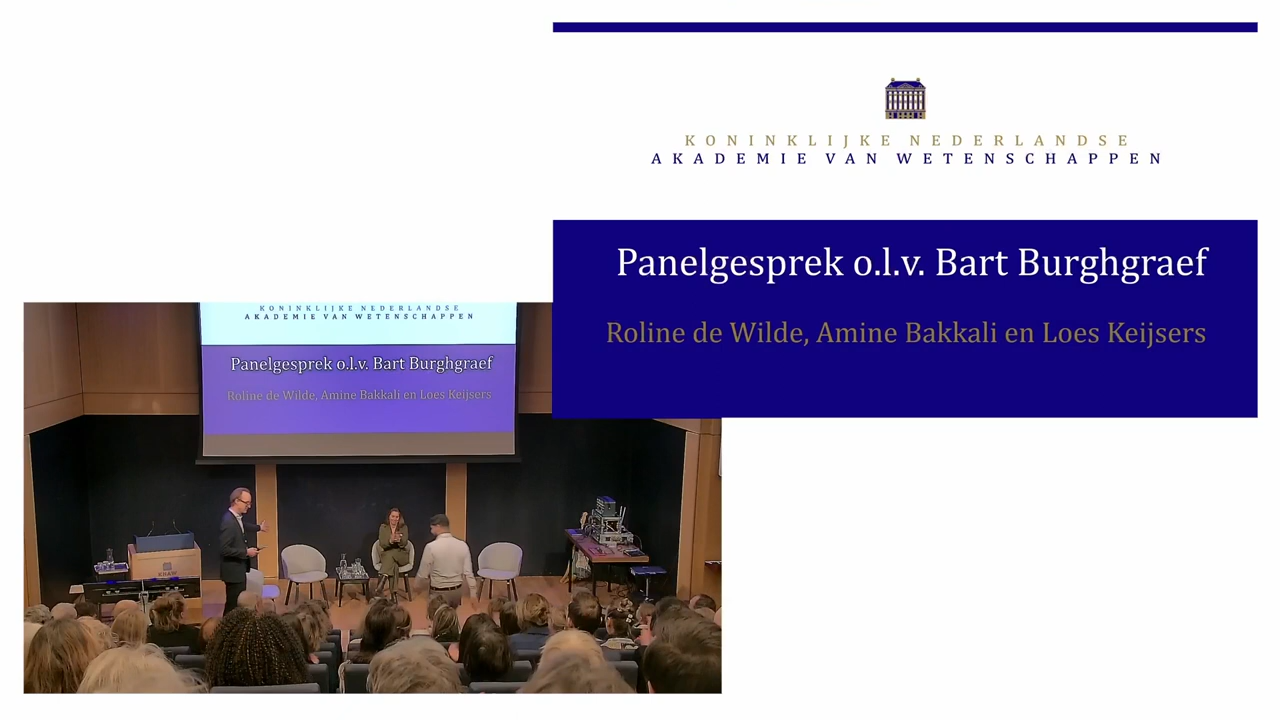 KONINKLIJKE NEDERLANDSE
AKADEMIE VAN WETENSCHAPPEN
Panelgesprek o.l.v. Bart Burghgraef
Roline de Wilde, Amine Bakkali en Loes Keijsers
KONINKLIJKE NEDERLANDSE
AKADEMIE VAN WETENSCHAPPEN
Panelgesprek o.l.v. Bart Burghgraef
Roline de Wilde, Amine Bakkali en Loes Keijsers
KNAW